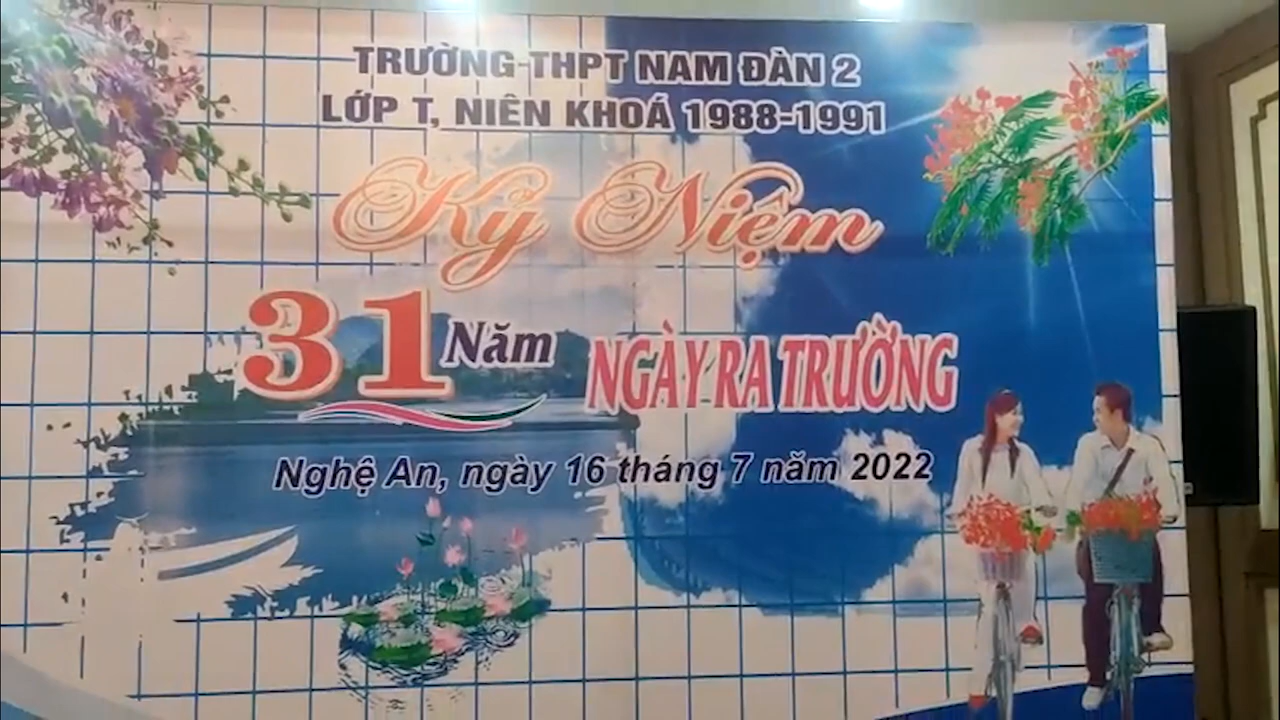 TRƯỜNG-THPT NAM ĐÀN 2
LỚP T, NIÊN KHOÁ 1988-1991
Kỷ Niệm
31 Năm NGÀY RA TRƯỜNG
Nghệ An, ngày 16 tháng 7 năm 2022